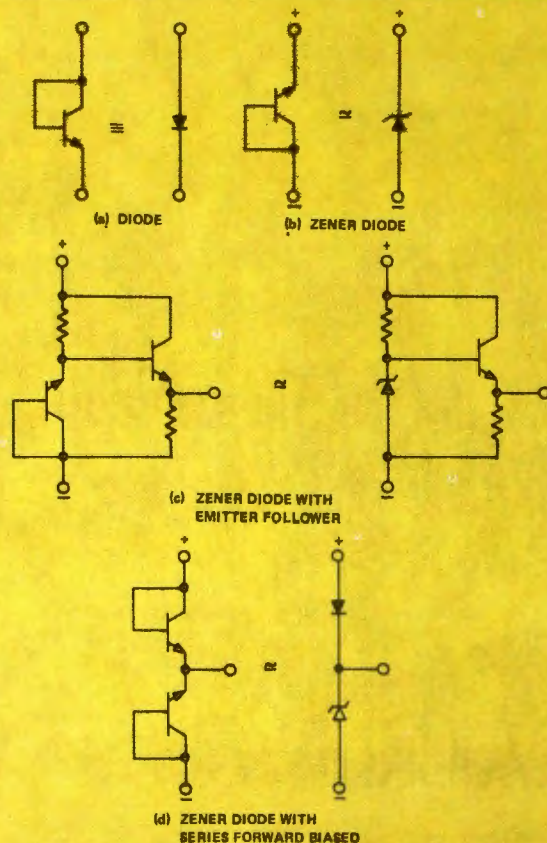 (a) DIODE
(b) ZENER DIODE
(c) ZENER DIODE WITH
EMITTER FOLLOWER
(d) ZENER DIODE WITH
SERIES FORWARD BIASED